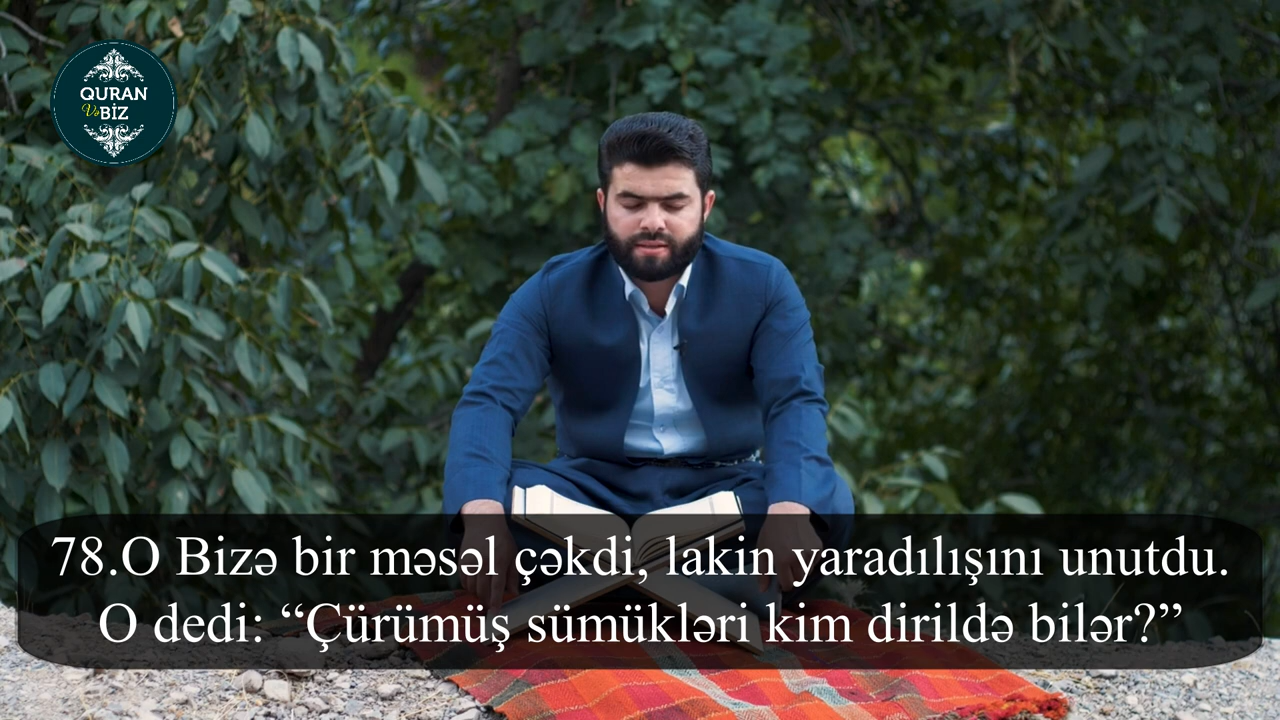 QURAN
Və BİZ
78.O Bizə bir məsəl çəkdi, lakin yaradılışını unutdu.
O dedi: “Çürümüş sümükləri kim dirildə bilər?”